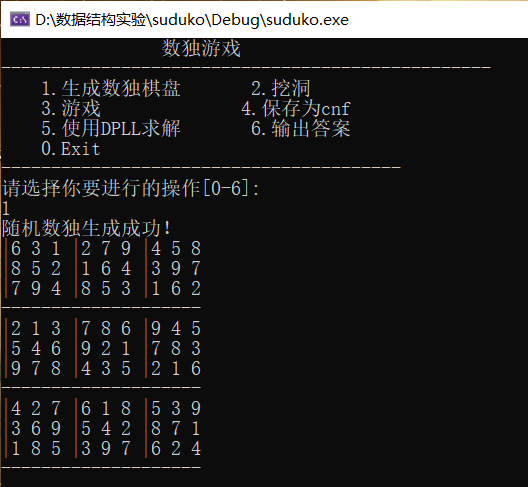 D:\数据结构实验\suduko\Debug\suduko.exe
数独游戏
-------------------------------------------------
1.生成数独棋盘 2.挖洞
3.游戏 4.保存为cnf
5.使用DPLL求解 6.输出答案
0.Exit
----------------------------------------
请选择你要进行的操作[0-6]:
1
随机数独生成成功!
|6 3 1 |2 7 9 |4 5 8
|8 5 2 |1 6 4 |3 9 7
|7 9 4 |8 5 3 |1 6 2
--------------------
|2 1 3 |7 8 6 |9 4 5
|5 4 6 |9 2 1 |7 8 3
|9 7 8 |4 3 5 |2 1 6
--------------------
|4 2 7 |6 1 8 |5 3 9
|3 6 9 |5 4 2 |8 7 1
|1 8 5 |3 9 7 |6 2 4
--------------------